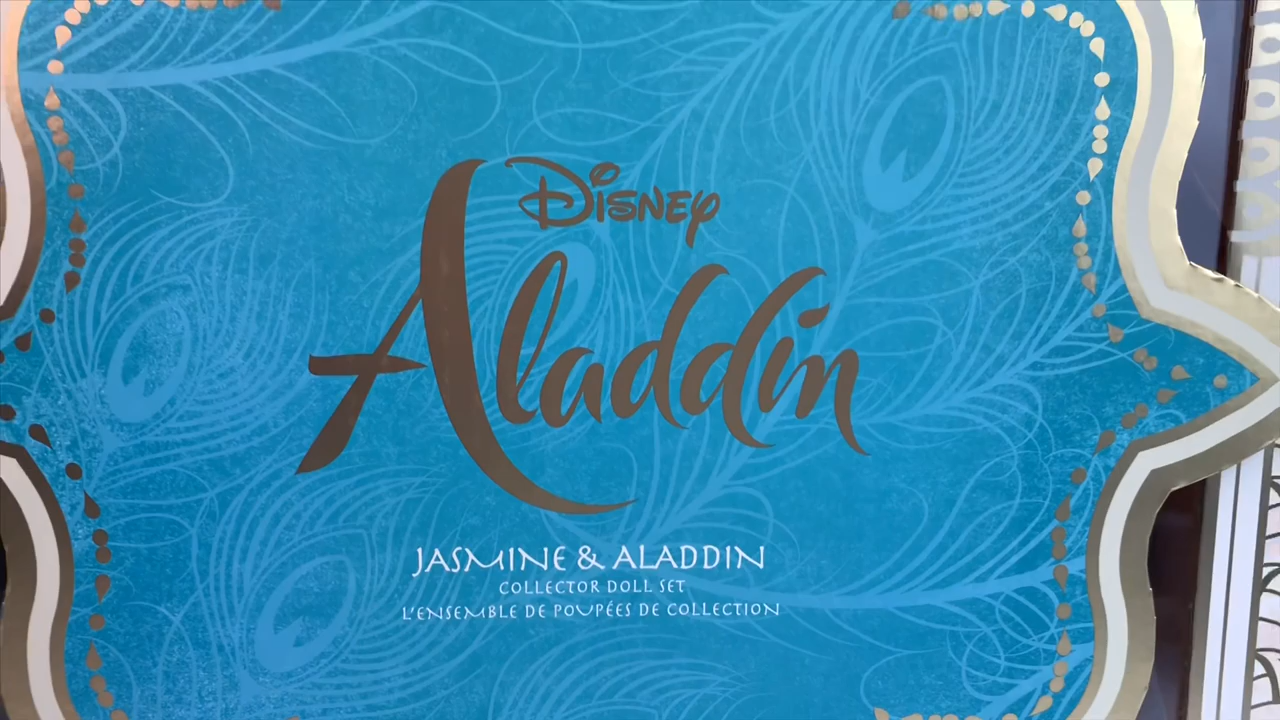 Disney
Aladdin
JASMINE & ALADDIN
COLLECTOR DOLL SET
L'ENSEMBLE DE POUPÉES DE COLLECTION